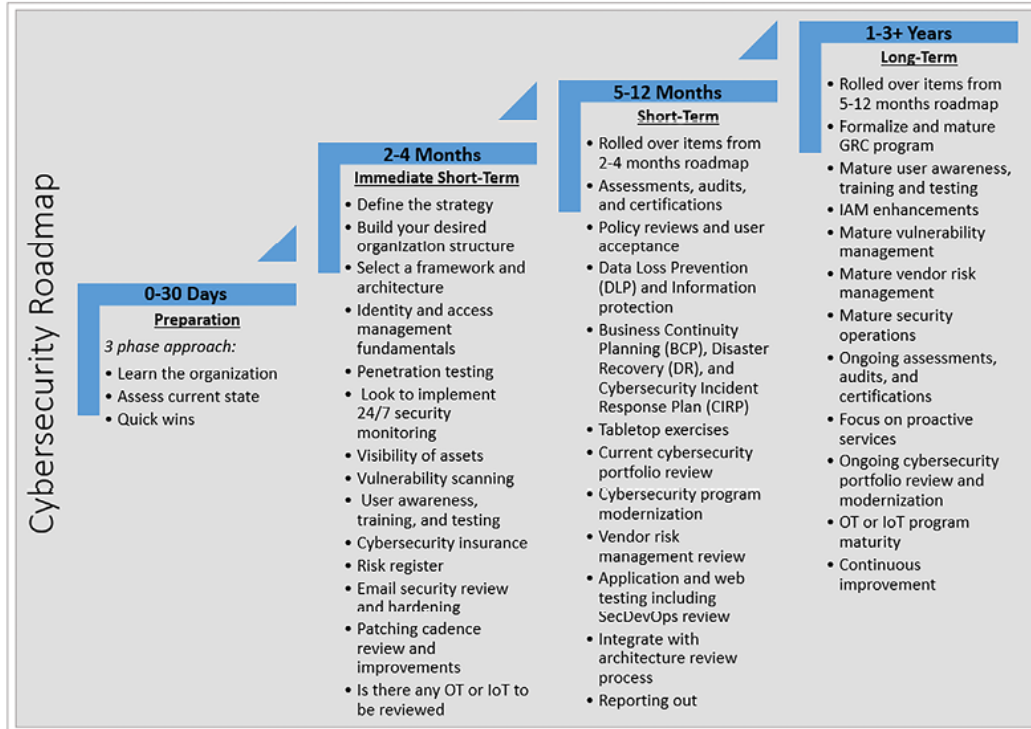 Cybersecurity Roadmap
0-30 Days
Preparation
3 phase approach:
• Learn the organization
• Assess current state
• Quick wins
2-4 Months
Immediate Short-Term
• Define the strategy
• Build your desired
organization structure
• Select a framework and
architecture
• Identity and access
management
fundamentals
• Penetration testing
• Look to implement
24/7 security
monitoring
• Visibility of assets
• Vulnerability scanning
• User awareness,
training, and testing
• Cybersecurity insurance
• Risk register
• Email security review
and hardening
• Patching cadence
review and
improvements
• Is there any OT or IoT to
be reviewed
5-12 Months
Short-Term
• Rolled over items from
2-4 months roadmap
• Assessments, audits,
and certifications
• Policy reviews and user
acceptance
• Data Loss Prevention
(DLP) and Information
protection
• Business Continuity
Planning (BCP), Disaster
Recovery (DR), and
Cybersecurity Incident
Response Plan (CIRP)
• Tabletop exercises
• Current cybersecurity
portfolio review
• Cybersecurity program
modernization
• Vendor risk
management review
• Application and web
testing including
SecDevOps review
• Integrate with
architecture review
process
• Reporting out
1-3+ Years
Long-Term
• Rolled over items from
5-12 months roadmap
• Formalize and mature
GRC program
• Mature user awareness,
training and testing
• IAM enhancements
• Mature vulnerability
management
• Mature vendor risk
management
• Mature security
operations
• Ongoing assessments,
audits, and
certifications
• Focus on proactive
services
• Ongoing cybersecurity
portfolio review and
modernization
• OT or IoT program
maturity
• Continuous
improvement